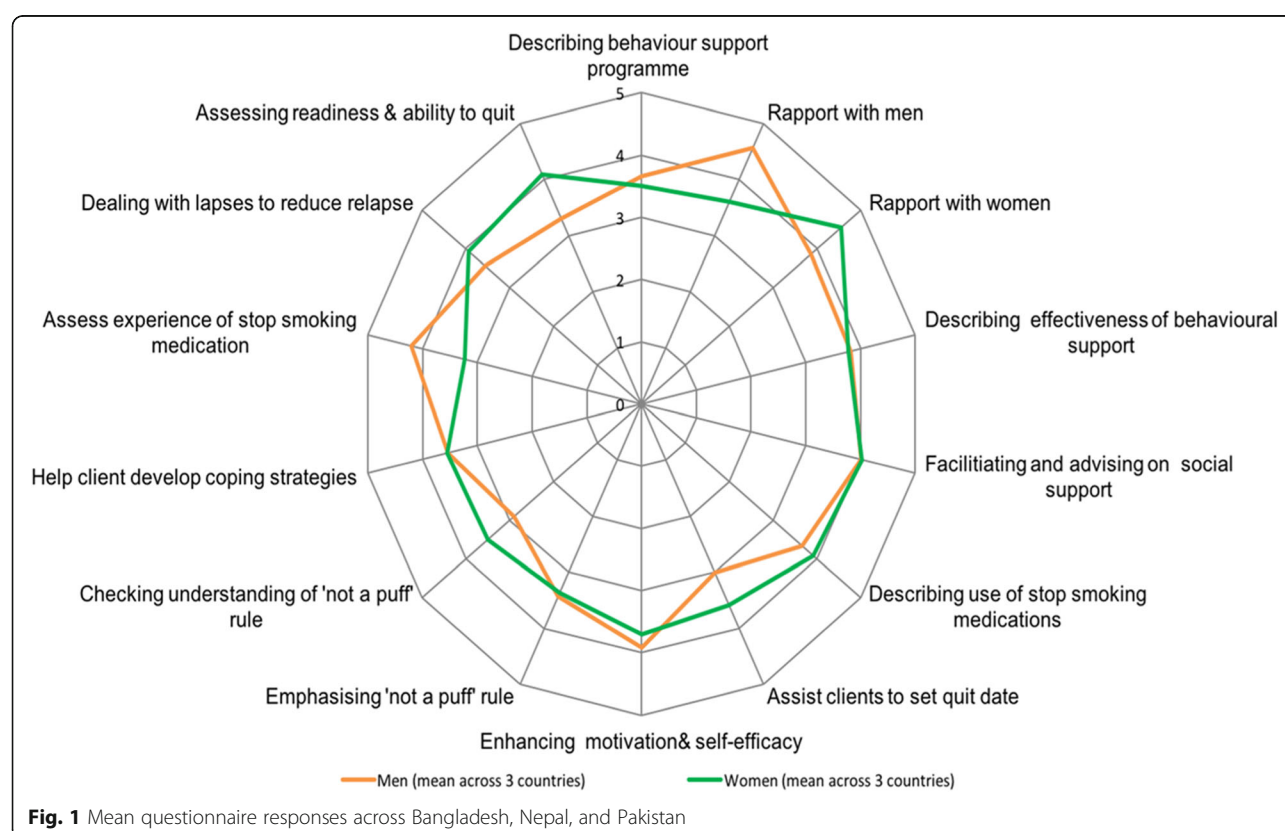 Describing behaviour support
programme
Rapport with men
Rapport with women
Describing effectiveness of behavioural
support
Facilitiating and advising on social
support
Describing use of stop smoking
medications
Assist clients to set quit date
Enhancing motivation& self-efficacy
Emphasising 'not a puff' rule
Checking understanding of 'not a puff'
rule
Help client develop coping strategies
Assess experience of stop smoking
medication
Dealing with lapses to reduce relapse
Assessing readiness & ability to quit
5
4
3
2
1
0
Men (mean across 3 countries)
Women (mean across 3 countries)
Fig. 1 Mean questionnaire responses across Bangladesh, Nepal, and Pakistan